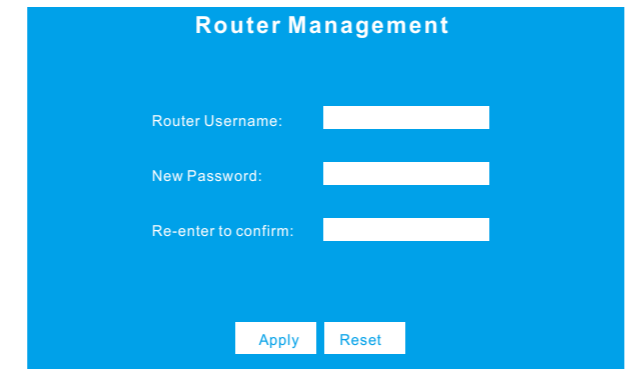 Router Management
Router Username:
New Password:
Re-enter to confirm:
Apply Reset